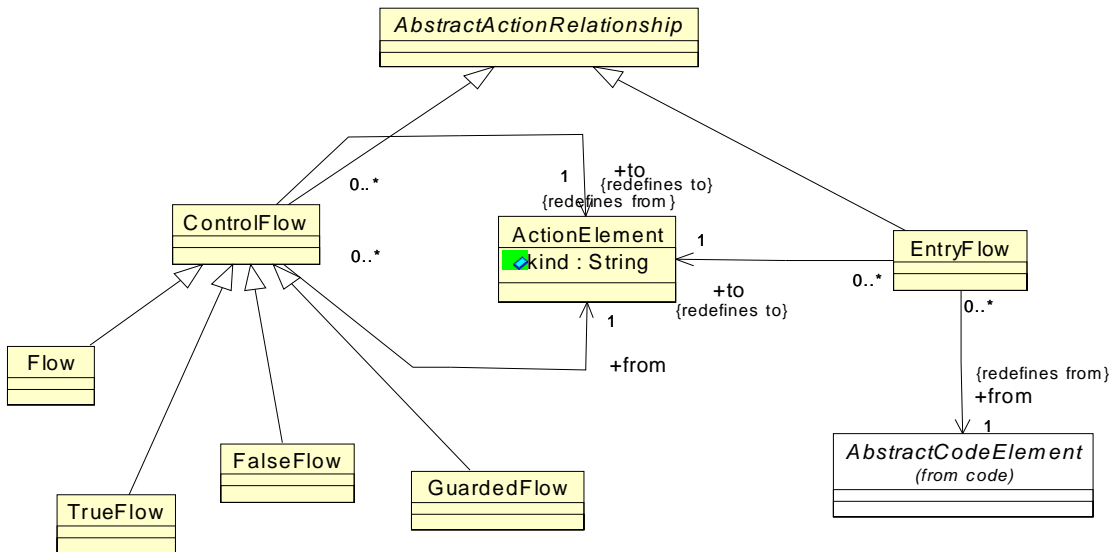 AbstractActionRelationship
0..*
1
+to
{redefines to}
{redefines from}
ControlFlow
ActionElement
kind : String
1
EntryFlow
0..*
0..*
0..*
+to
{redefines to}
1
+from
Flow
{redefines from}
+from
1
FalseFlow
AbstractCodeElement
(from code)
GuardedFlow
TrueFlow